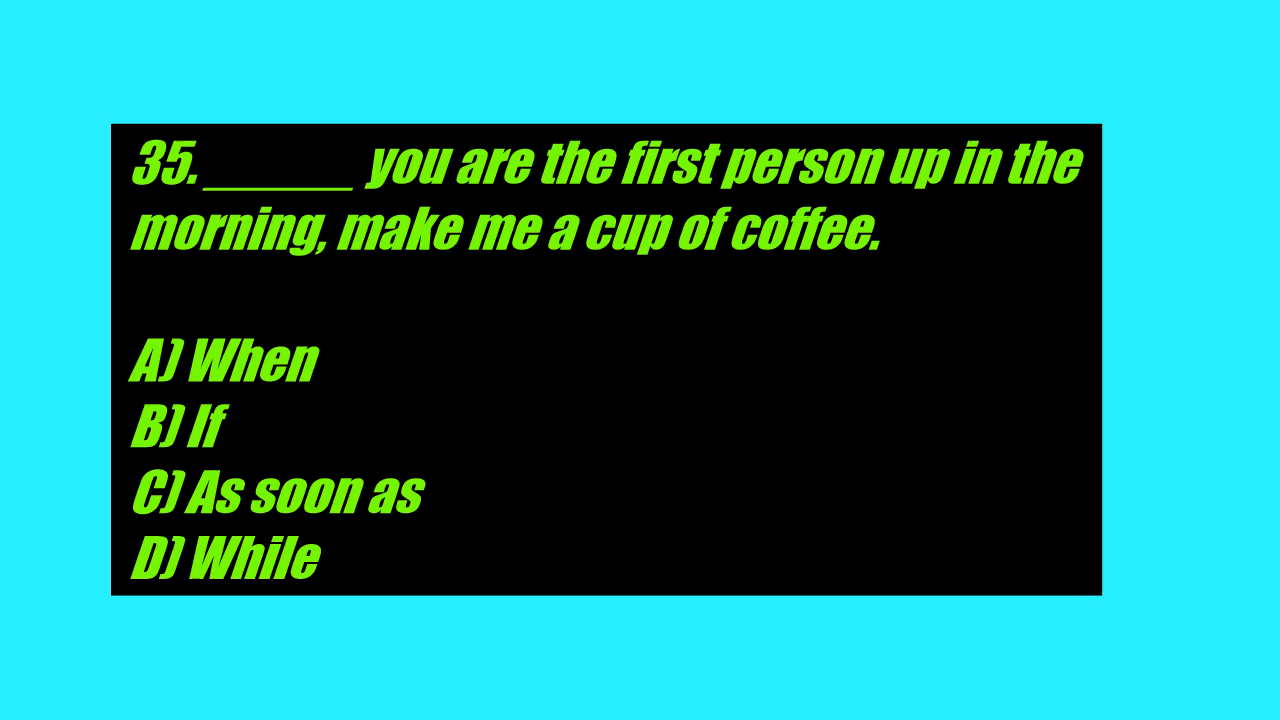 35. _____ you are the first person up in the
morning, make me a cup of coffee.
A) When
B) If
C) As soon as
D) While